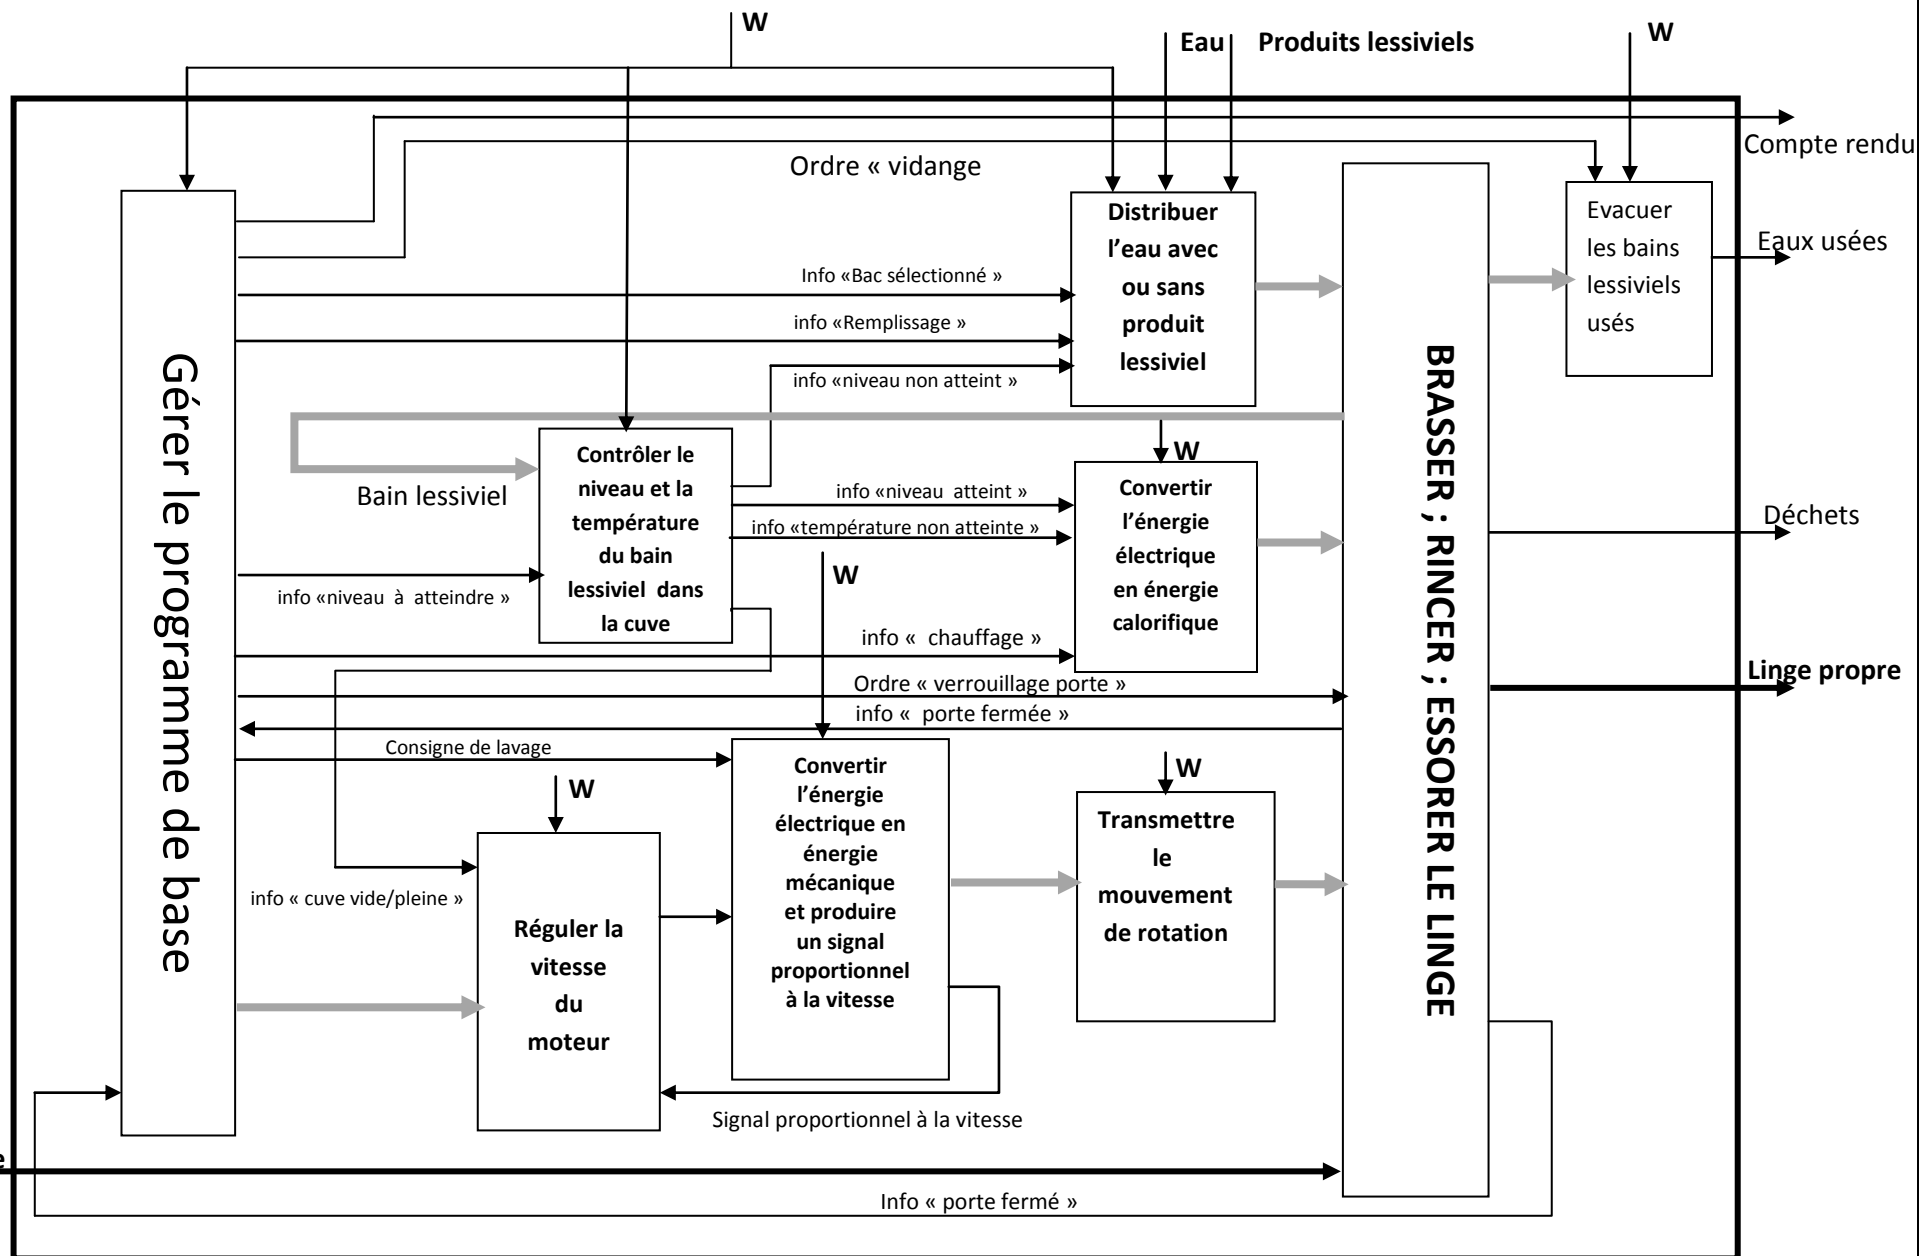 W
Eau
Produits lessiviels
W
Compte rendu
Ordre « vidange
Gérer le programme de base
Distribuer
l'eau avec
ou sans
produit
lessiviel
Evacuer
les bains
lessiviels
usés
Eaux usées
Info «Bac sélectionné »
info «Remplissage »
info «niveau non atteint »
BRASSER ; RINCER ; ESSORER LE LINGE
Contrôler le
niveau et la
température
du bain
lessiviel dans
la cuve
W
Bain lessiviel
info «niveau atteint »
info «température non atteinte »
Convertir
l'énergie
électrique
en énergie
calorifique
Déchets
W
info «niveau à atteindre »
info « chauffage »
Ordre « verrouillage porte »
Linge propre
info « porte fermée »
Consigne de lavage
W
W
Convertir
l'énergie
électrique en
énergie
mécanique
et produire
un signal
proportionnel
à la vitesse
Transmettre
le
mouvement
de rotation
info « cuve vide/pleine »
Réguler la
vitesse
du
moteur
Signal proportionnel à la vitesse
Info « porte fermé »